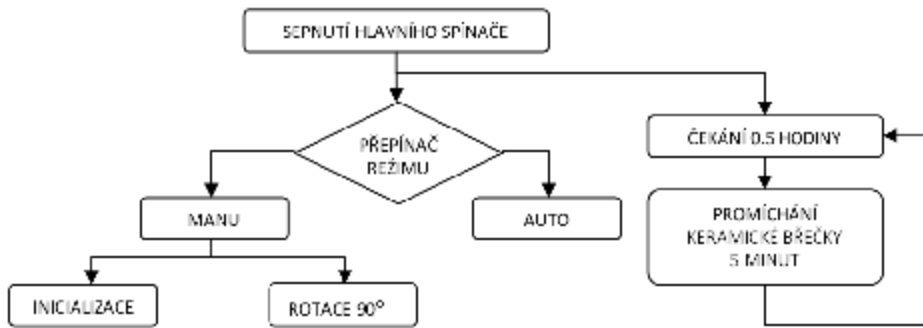 SEPNUTÍ HLAVNÍHO SPÍNAČE
PŘEPÍNAČ
REŽIMU
ČEKÁNÍ 0.5 HODINY
MANU
AUTO
PROMÍCHÁNÍ
KERAMICKÉ BŘEČKY
5 MINUT
INICIALIZACE
ROTACE 90°